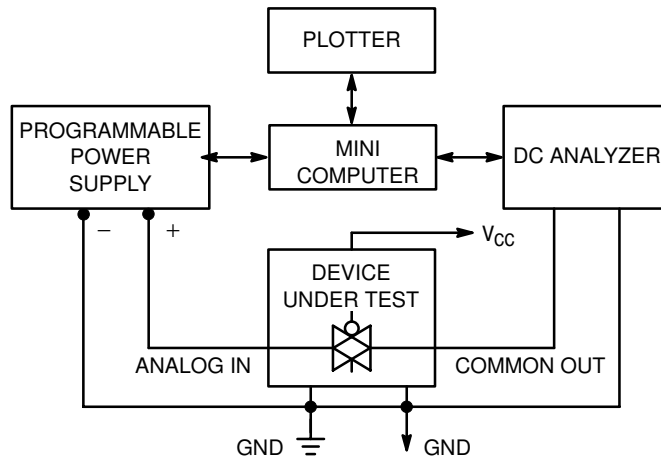 PLOTTER
PROGRAMMABLE
POWER
SUPPLY
MINI
COMPUTER
DC ANALYZER
− +
VCC
DEVICE
UNDER TEST
ANALOG IN
COMMON OUT
GND
GND